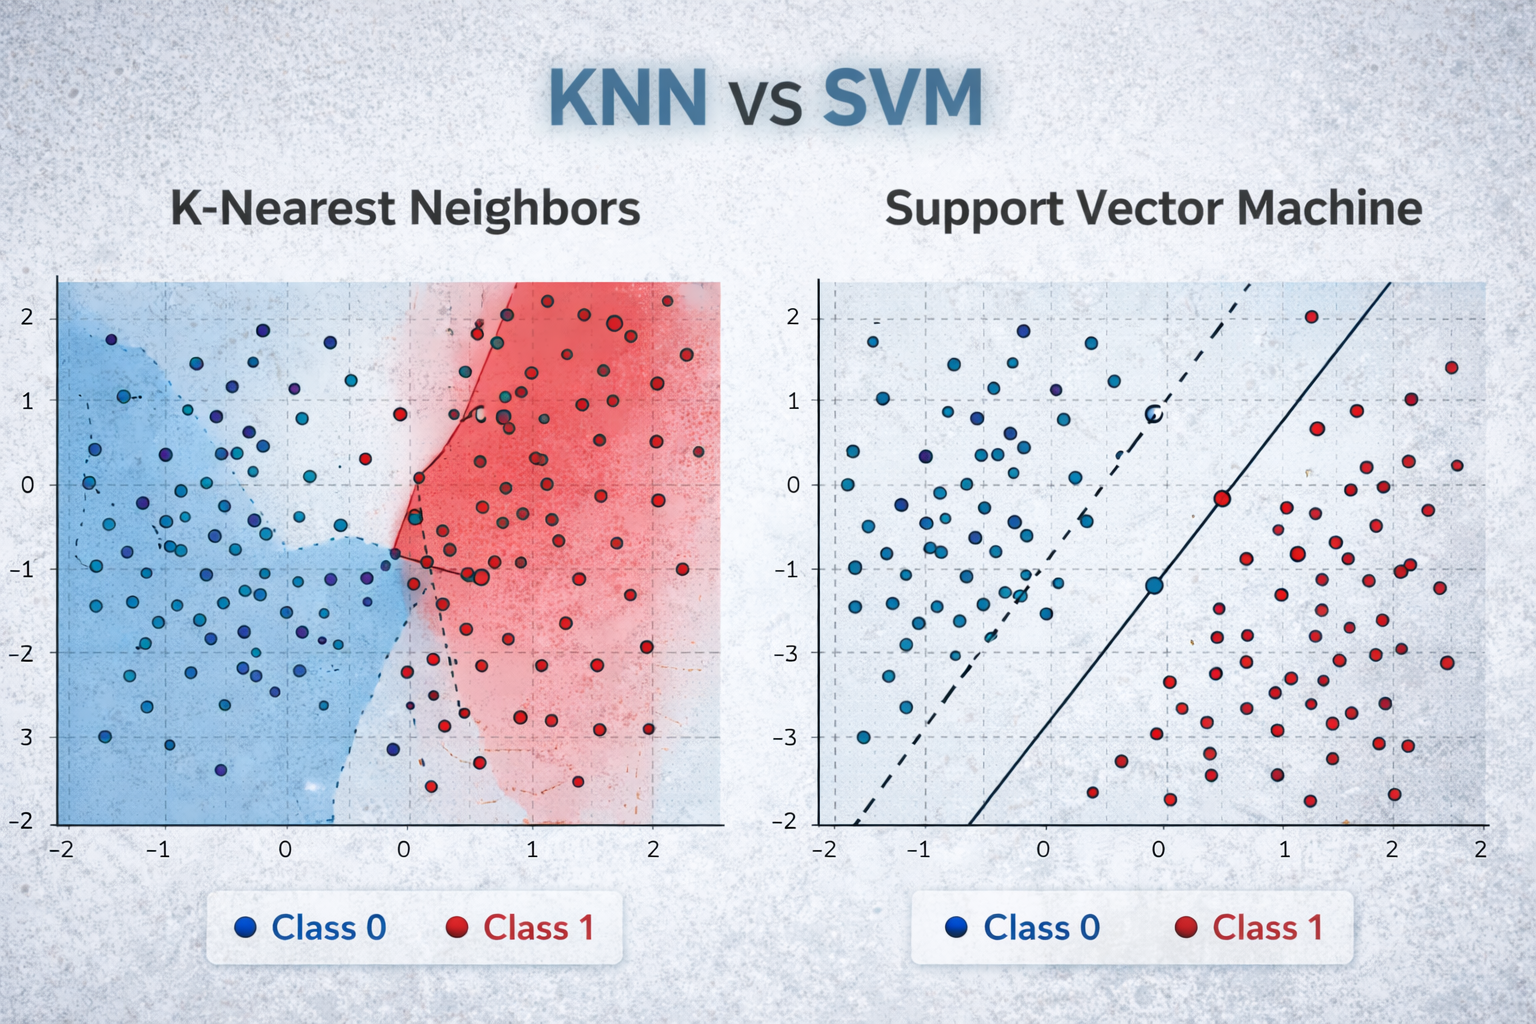 KNN VS SVM
K-Nearest Neighbors
Support Vector Machine
2
1
0
–1
–2
3
–2
–2 –1 0 0 1 2
2
1
0
–1
–3
–3
–2
–2 –1 0 0 1 2 2
Class 0 Class 1
Class 0 Class 1